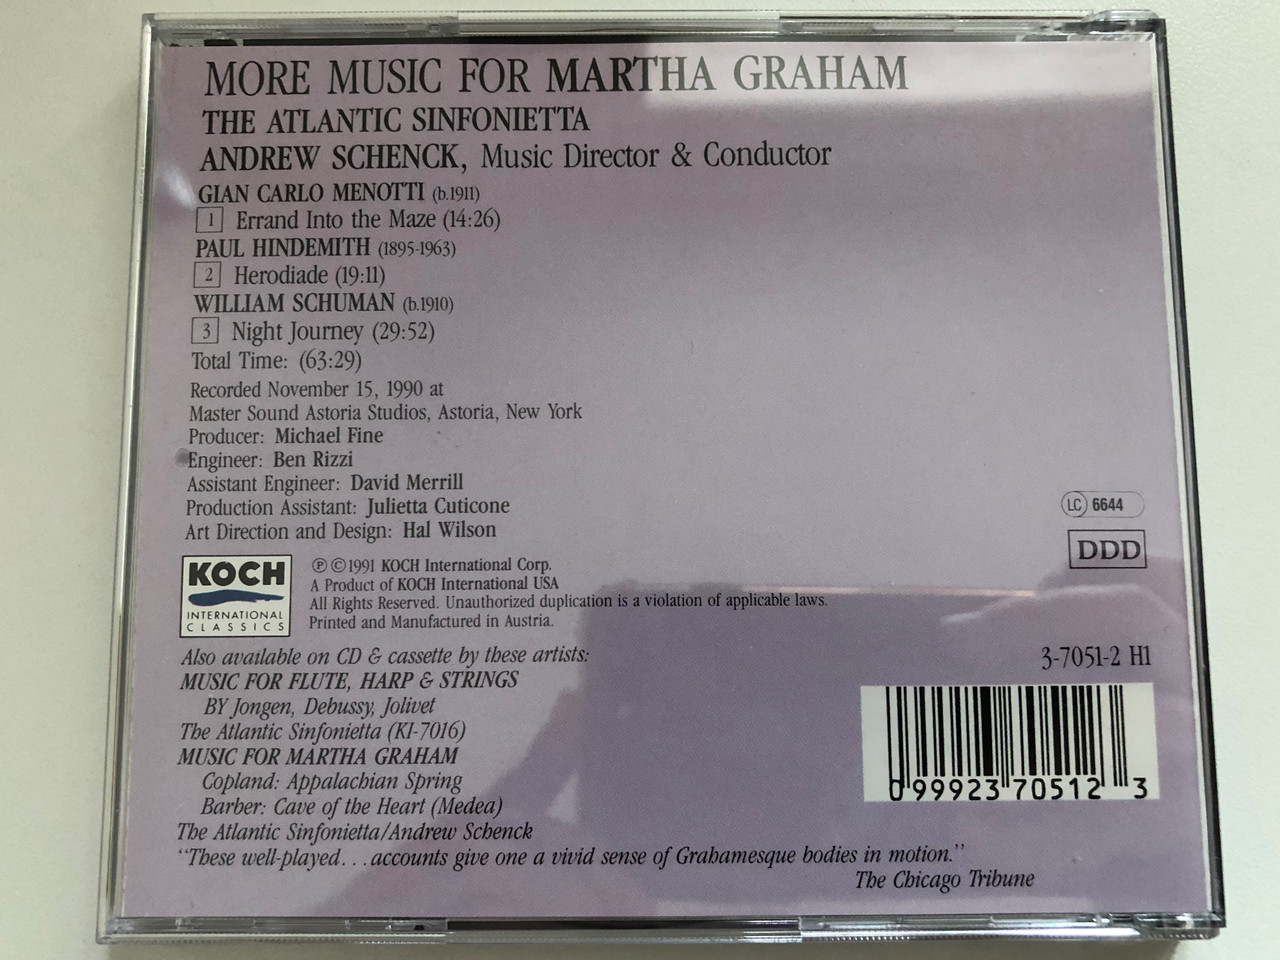 MORE MUSIC FOR MARTHA GRAHAM
THE ATLANTIC SINFONIETTA
ANDREW SCHENCK, Music Director & Conductor
GIAN CARLO MENOTTI (b.1911)
1 Errand Into the Maze (14:26)
PAUL HINDEMITH (1895-1963)
2 Herodiade (19:11)
WILLIAM SCHUMAN (b.1910)
3 Night Journey (29:52)
Total Time: (63:29)
Recorded November 15, 1990 at
Master Sound Astoria Studios, Astoria, New York
Producer: Michael Fine
Engineer: Ben Rizzi
Assistant Engineer: David Merrill
Production Assistant: Julietta Cuticone
Art Direction and Design: Hal Wilson
LC 6644
DDD
KOCH
INTERNATIONAL
CLASSICS
℗©1991 KOCH International Corp.
A Product of KOCH International USA
All Rights Reserved. Unauthorized duplication is a violation of applicable laws.
Printed and Manufactured in Austria.
Also available on CD & cassette by these artists:
MUSIC FOR FLUTE, HARP & STRINGS
BY Jongen, Debussy, Jolivet
The Atlantic Sinfonietta (KI-7016)
MUSIC FOR MARTHA GRAHAM
Copland: Appalachian Spring
Barber: Cave of the Heart (Medea)
The Atlantic Sinfonietta/Andrew Schenck
"These well-played...accounts give one a vivid sense of Grahamesque bodies in motion."
The Chicago Tribune
3-7051-2 H1
0 99923 70512 3